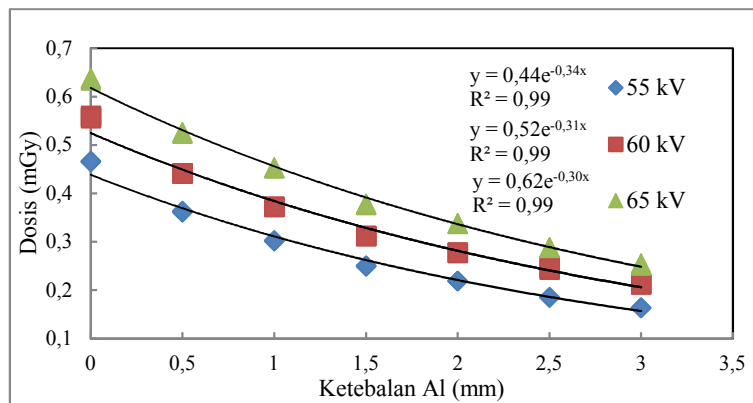 0,7
0,6
0,5
0,4
0,3
0,2
0,1
Dosis (mGy)
0
0,5
1
1,5
2
2,5
3
3,5
Ketebalan Al (mm)
y = 0,44e^-0,34x
R² = 0,99
y = 0,52e^-0,31x
R² = 0,99
y = 0,62e^-0,30x
R² = 0,99
55 kV
60 kV
65 kV